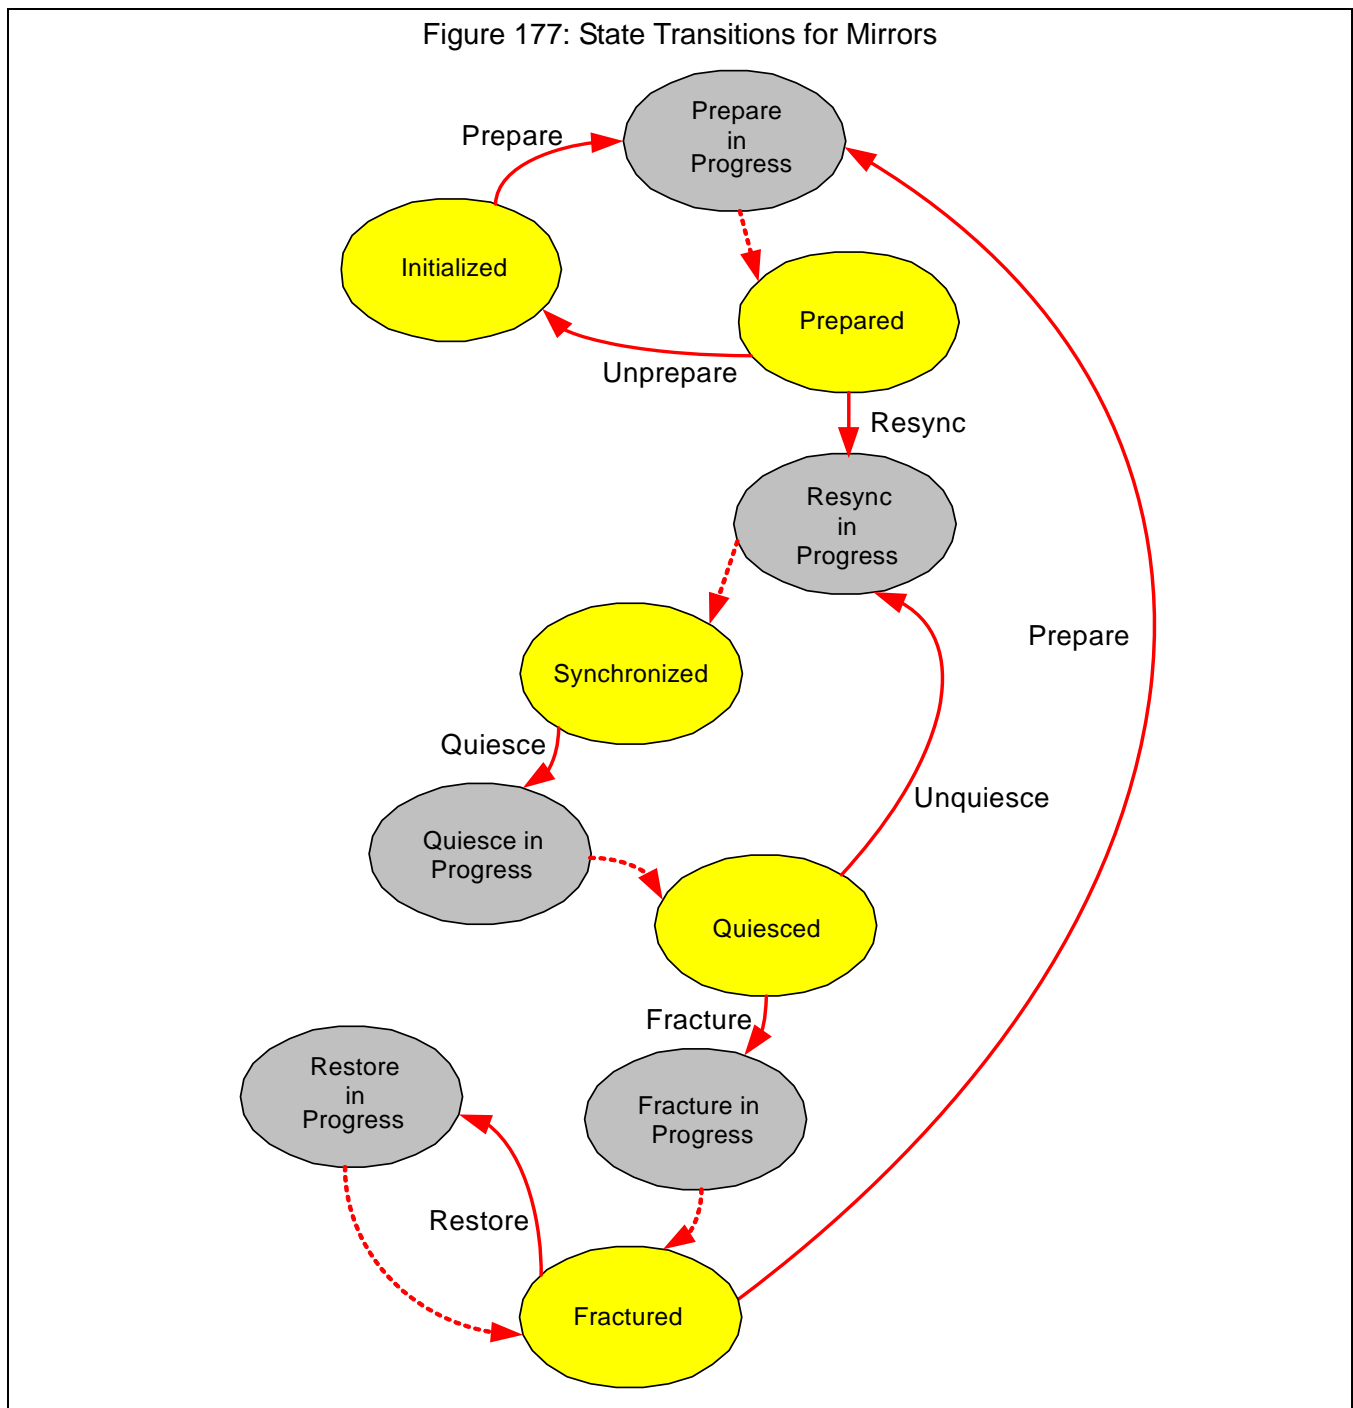 Figure 177: State Transitions for Mirrors
Prepare
in
Progress
Prepare
Initialized
Prepared
Unprepare
Resync
Resync
in
Progress
Prepare
Synchronized
Quiesce
Unquiesce
Quiesce in
Progress
Quiesced
Fracture
Restore
in
Progress
Fracture in
Progress
Restore
Fractured